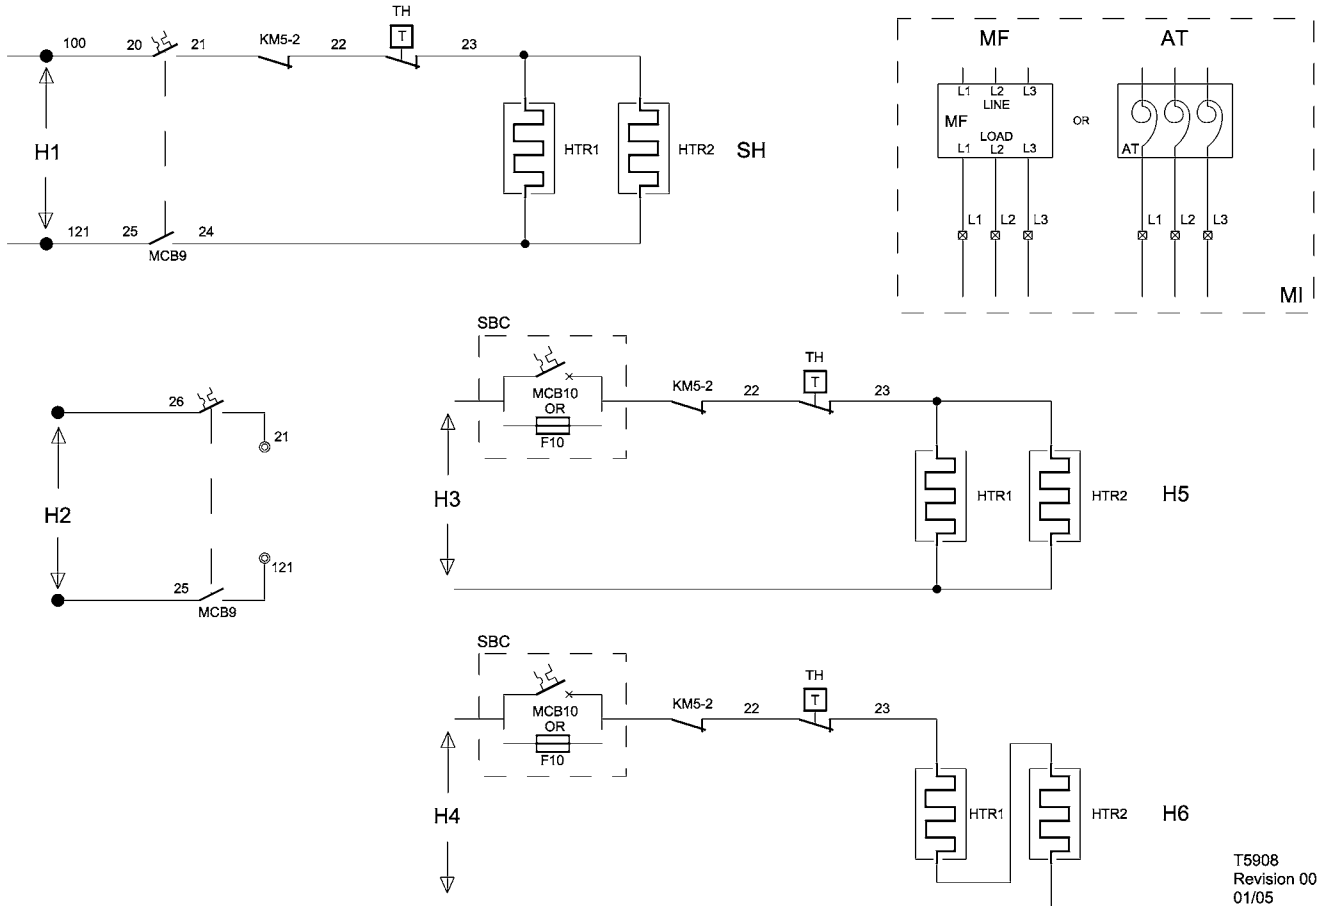 TH
100
20
21
KM5-2
22
T
23
H1
HTR1
HTR2
SH
121
25
24
MCB9
MF
AT
L1 L2 L3
LINE
MF
LOAD
L1 L2 L3
OR
AT
L1 L2 L3
L1 L2 L3
MI
26
21
H2
121
25
MCB9
SBC
MCB10
OR
F10
KM5-2
22
TH
T
23
H3
HTR1
HTR2
H5
SBC
MCB10
OR
F10
KM5-2
22
TH
T
23
H4
HTR1
HTR2
H6
T5908
Revision 00
01/05